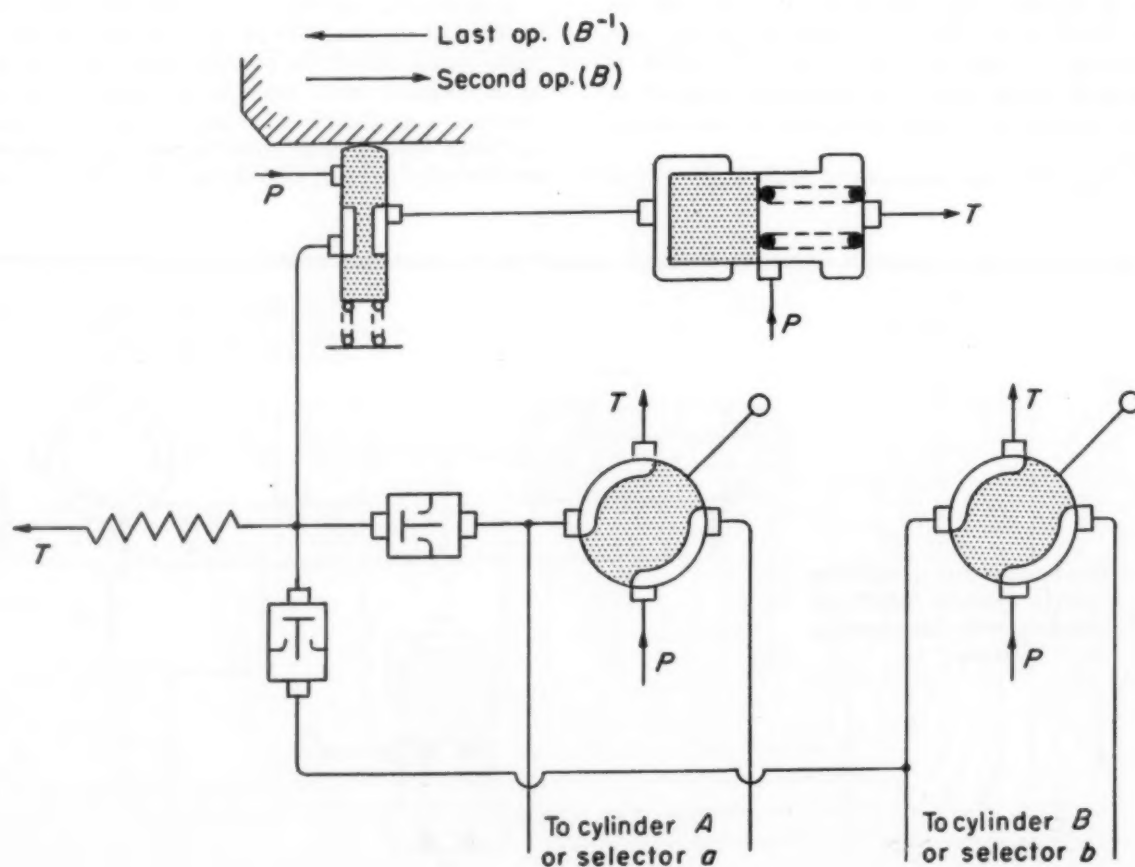 Last op. (B⁻¹)
Second op. (B)
P
T
P
T
T
T
P
P
To cylinder A
or selector a
To cylinder B
or selector b